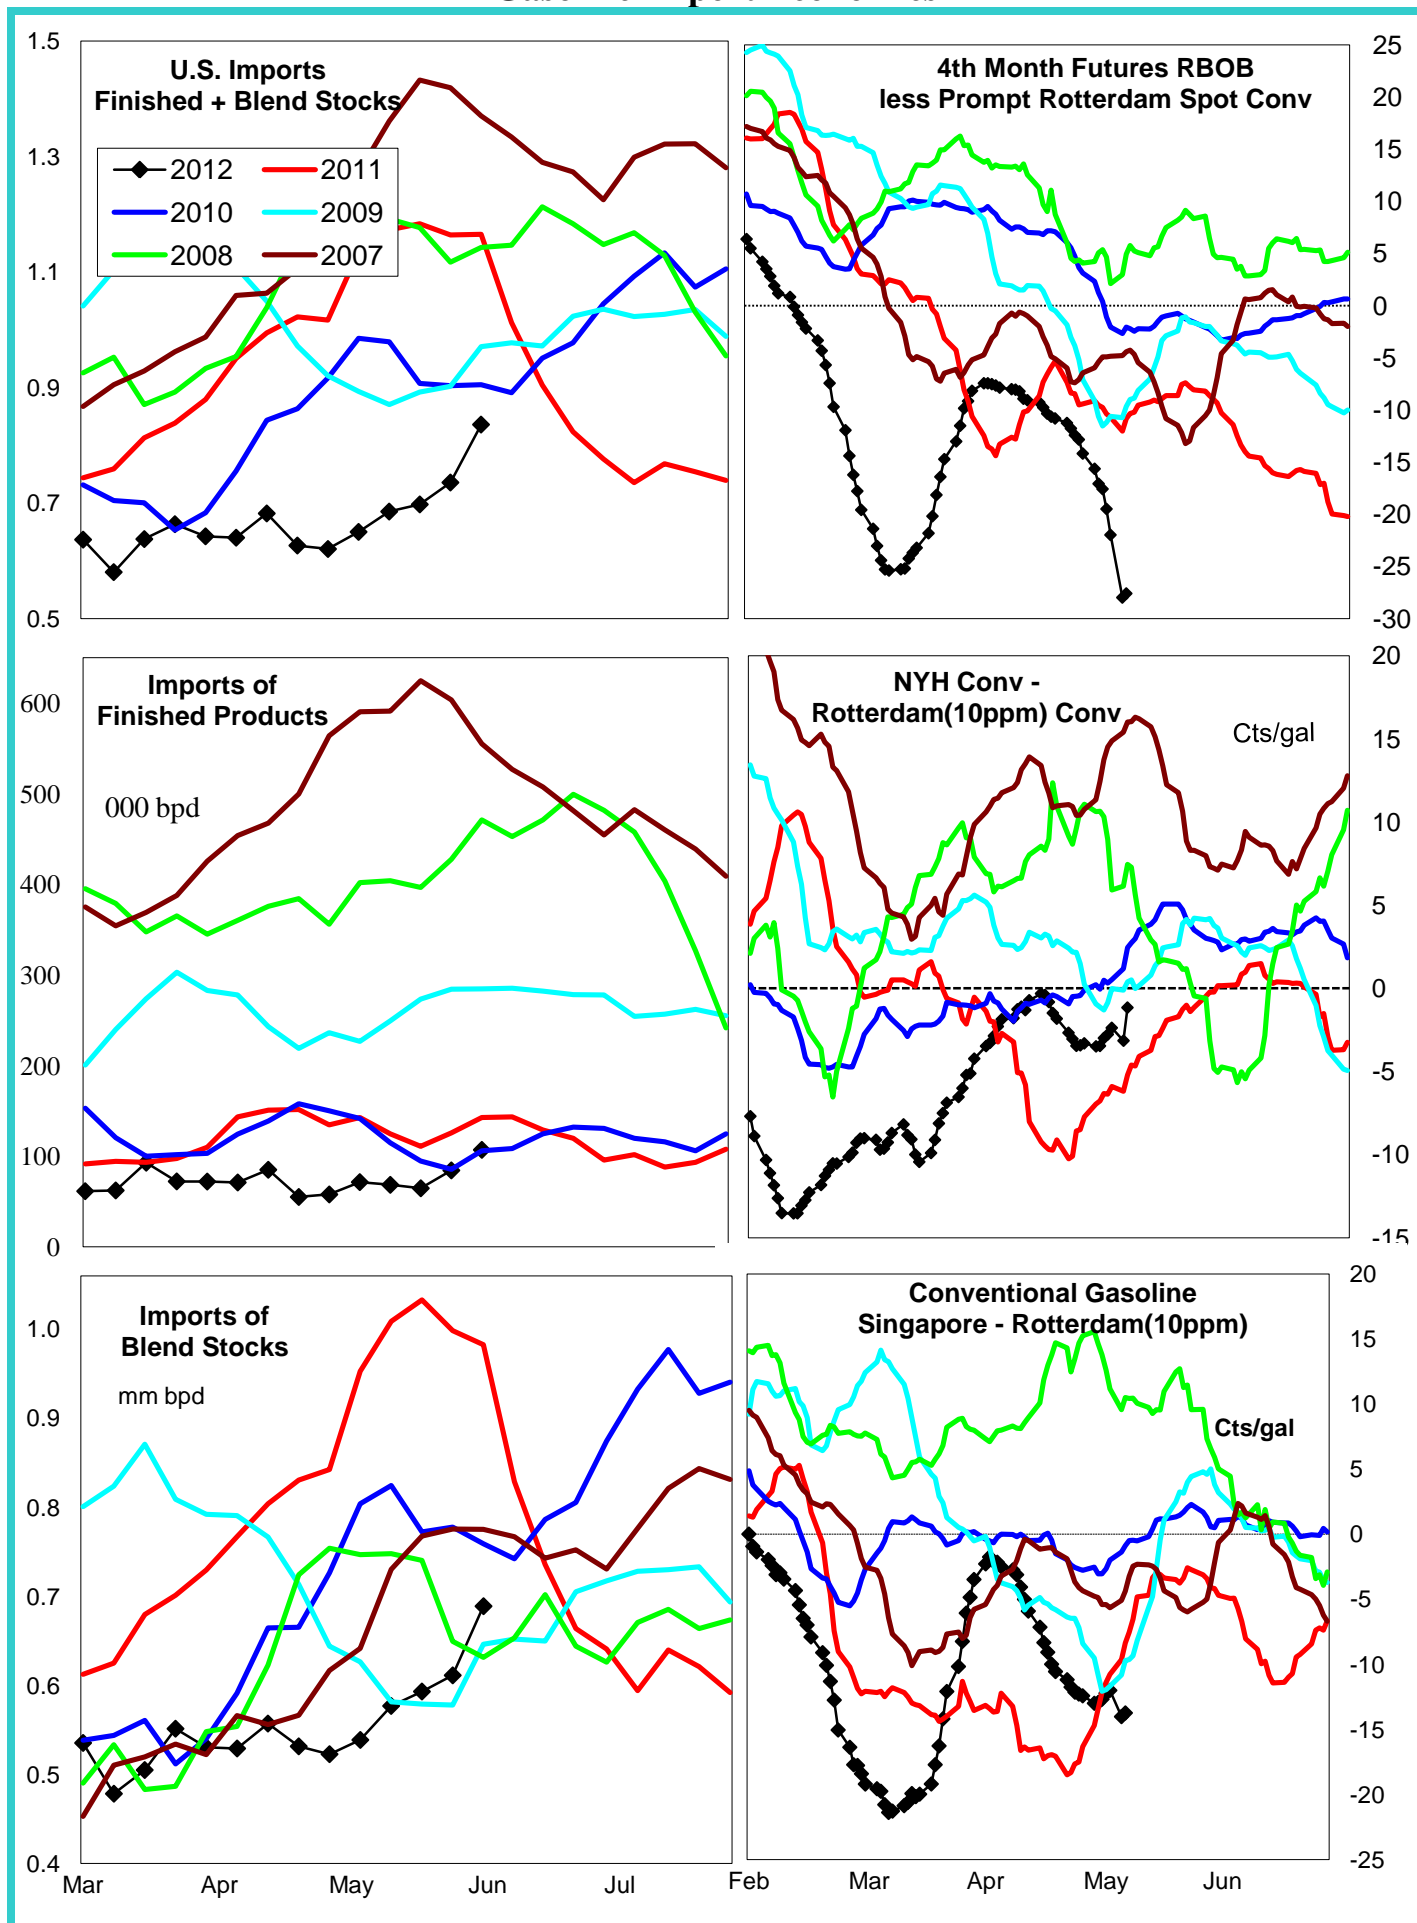 1.5
1.3
1.1
0.9
0.7
0.5
U.S. Imports
Finished + Blend Stocks
2012 2011
2010 2009
2008 2007
4th Month Futures RBOB
less Prompt Rotterdam Spot Conv
25
20
15
10
5
0
-5
-10
-15
-20
-25
-30
600
500
400
300
200
100
0
Imports of
Finished Products
000 bpd
NYH Conv -
Rotterdam(10ppm) Conv
Cts/gal
20
15
10
5
0
-5
-10
-15
1.0
0.9
0.8
0.7
0.6
0.5
0.4
Imports of
Blend Stocks
mm bpd
Mar Apr May Jun Jul
Conventional Gasoline
Singapore - Rotterdam(10ppm)
Cts/gal
20
15
10
5
0
-5
-10
-15
-20
-25
Feb Mar Apr May Jun